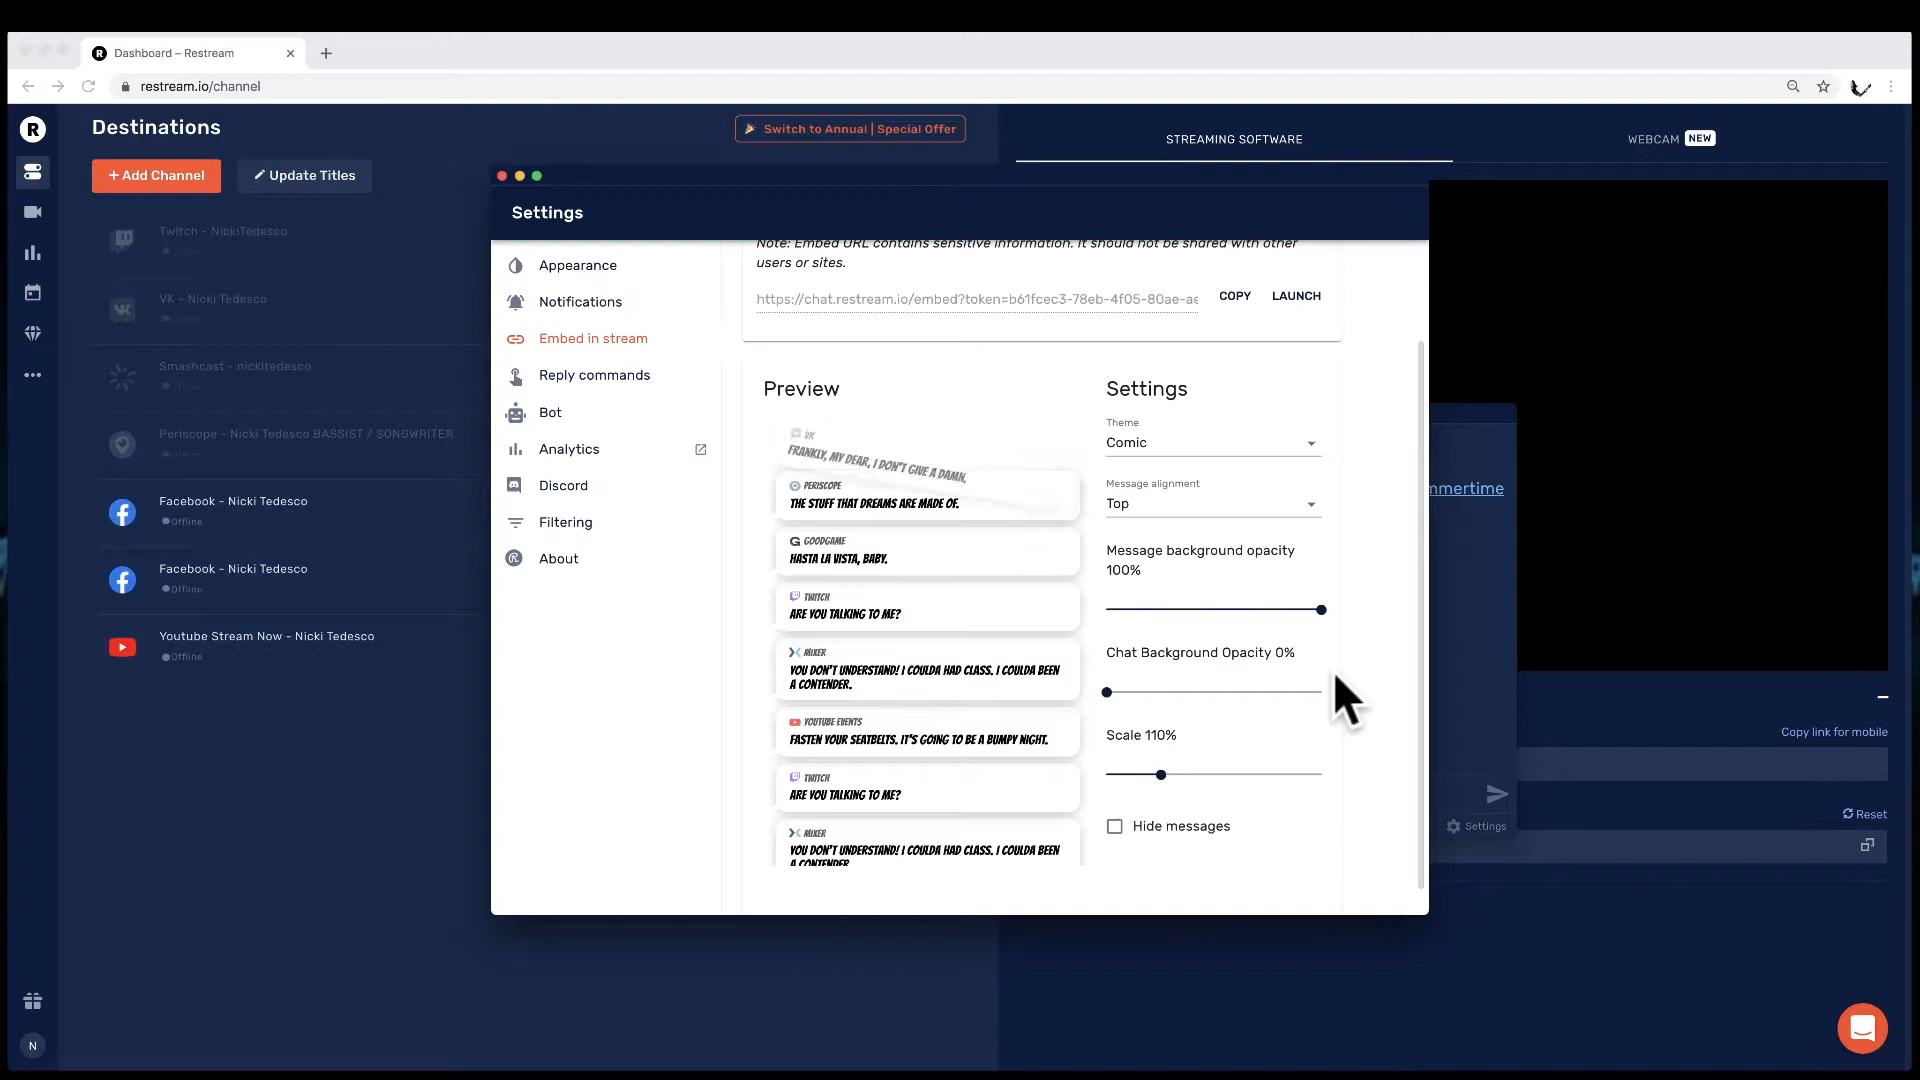 Dashboard – Restream
restream.io/channel
Destinations
Switch to Annual | Special Offer
+ Add Channel
Update Titles
Twitch - NickiTedesco
VK - Nicki Tedesco
Smashcast - nickitedesco
Periscope - Nicki Tedesco BASSIST / SONGWRITER
Facebook - Nicki Tedesco
Offline
Facebook - Nicki Tedesco
Offline
Youtube Stream Now - Nicki Tedesco
Offline
N
STREAMING SOFTWARE
WEBCAM NEW
Settings
Appearance
Notifications
Embed in stream
Reply commands
Bot
Analytics
Discord
Filtering
About
Note: Embed URL contains sensitive information. It should not be shared with other
users or sites.
https://chat.restream.io/embed?token=b61fcec3-78eb-4f05-80ae-ae
COPY LAUNCH
Preview
VK
FRANKLY, MY DEAR, I DON'T GIVE A DAMN.
PERISCOPE
THE STUFF THAT DREAMS ARE MADE OF.
GOODGAME
HASTA LA VISTA, BABY.
TWITCH
ARE YOU TALKING TO ME?
MIXER
YOU DON'T UNDERSTAND! I COULDA HAD CLASS. I COULDA BEEN
A CONTENDER.
YOUTUBE EVENTS
FASTEN YOUR SEATBELTS. IT'S GOING TO BE A BUMPY NIGHT.
TWITCH
ARE YOU TALKING TO ME?
MIXER
YOU DON'T UNDERSTAND! I COULDA HAD CLASS. I COULDA BEEN
A CONTENDER.
Settings
Theme
Comic
Message alignment
Top
Message background opacity
100%
Chat Background Opacity 0%
Scale 110%
Hide messages
mmertime
Settings
Copy link for mobile
Reset